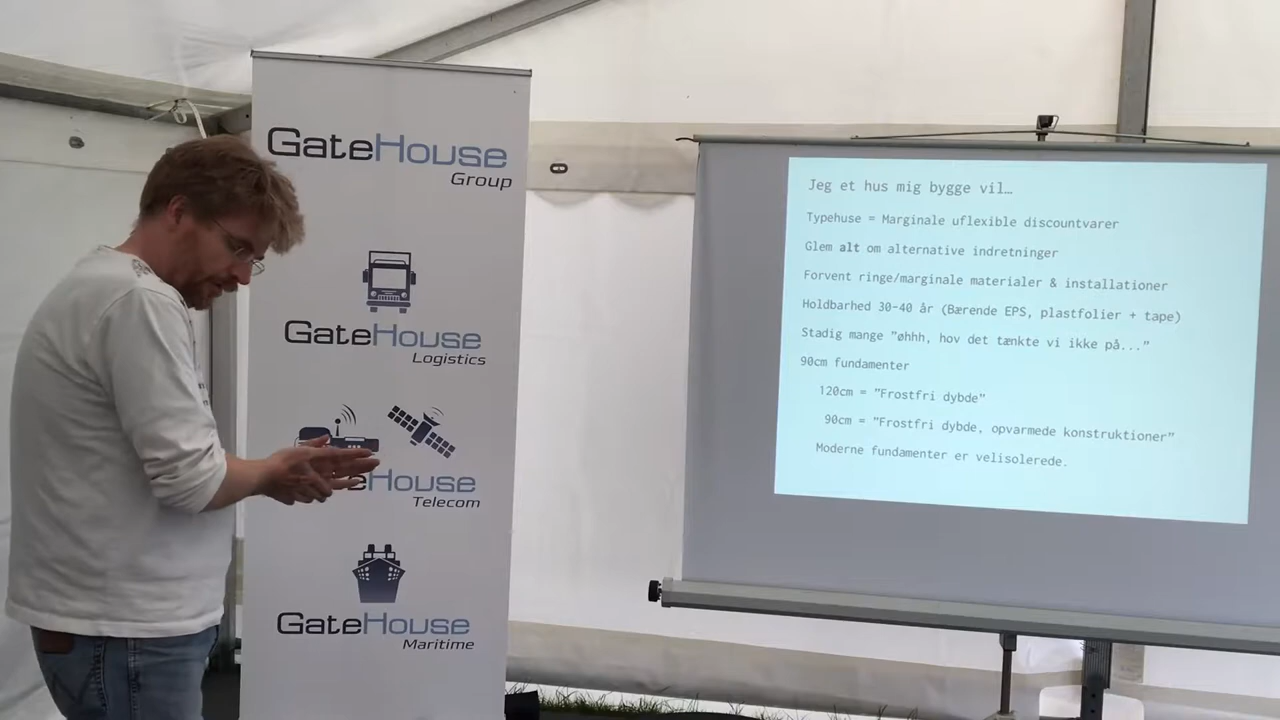 GateHouse
Group
GateHouse
Logistics
eHouse
Telecom
GateHouse
Maritime
Jeg et hus mig bygge vil…
Typehuse = Marginale uflexible discountvarer
Glem alt om alternative indretninger
Forvent ringe/marginale materialer & installationer
Holdbarhed 30-40 år (Bærende EPS, plastfolier + tape)
Stadig mange ”øhhh, hov det tænkte vi ikke på...”
90cm fundamenter
120cm = ”Frostfri dybde”
90cm = ”Frostfri dybde, opvarmede konstruktioner”
Moderne fundamenter er velisolerede.